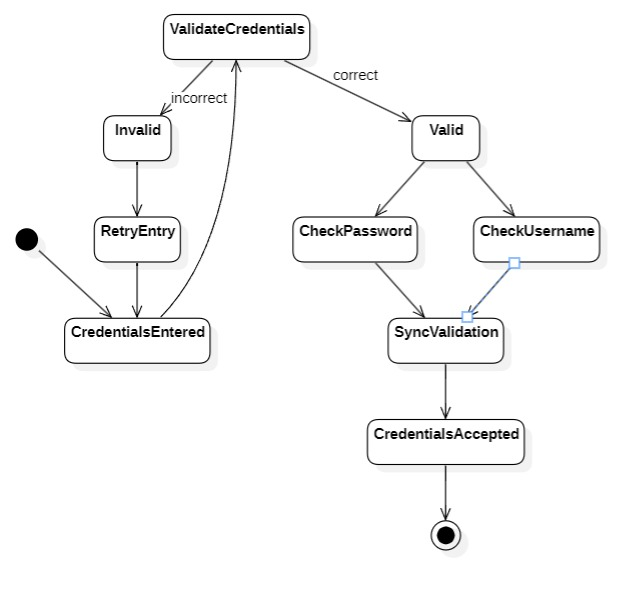 ValidateCredentials
incorrect
correct
Invalid
Valid
RetryEntry
CheckPassword
CheckUsername
CredentialsEntered
SyncValidation
CredentialsAccepted